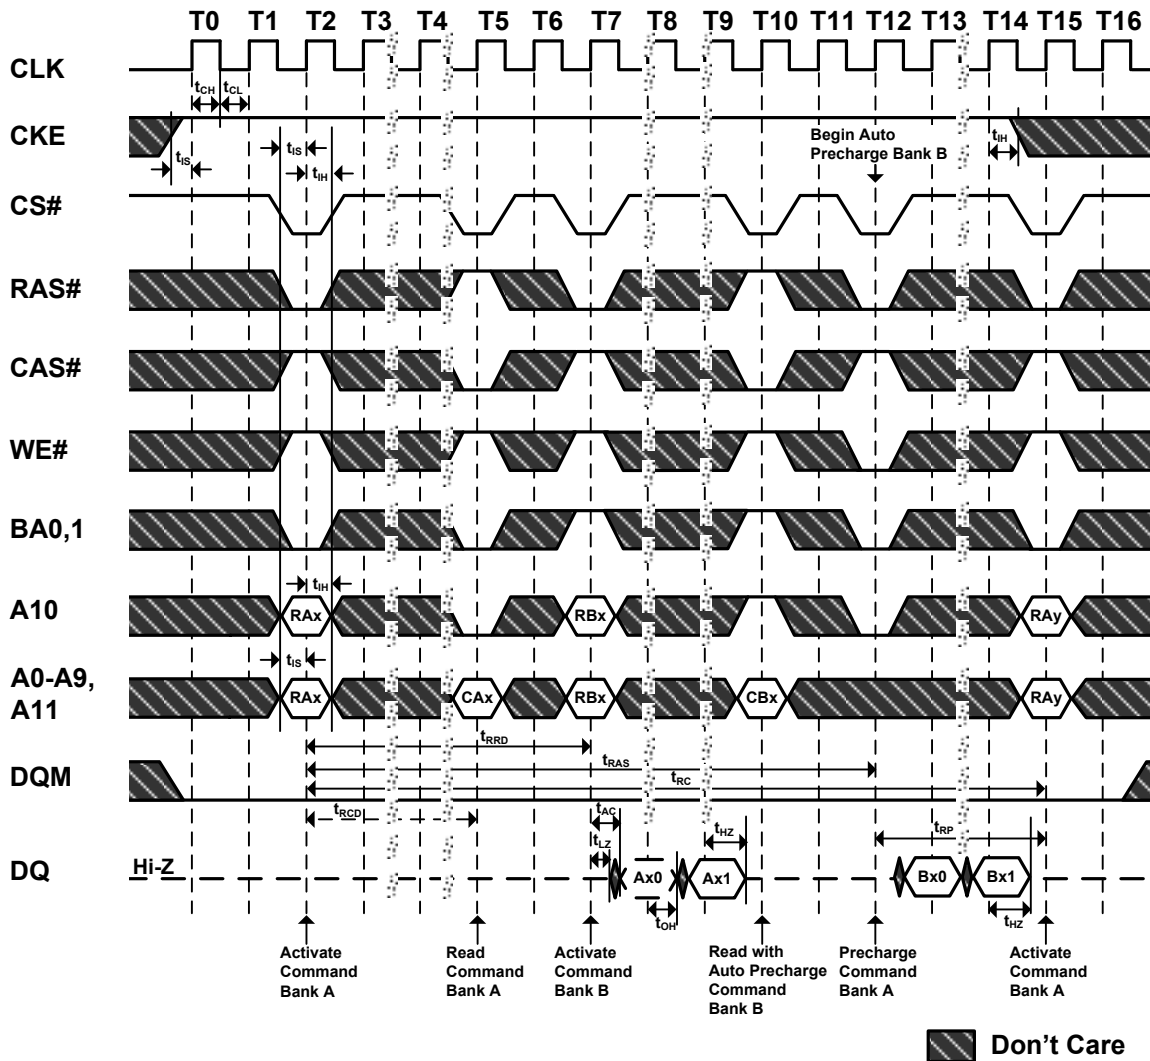 T0 T1 T2 T3 T4 T5 T6 T7 T8 T9 T10 T11 T12 T13 T14 T15 T16
CLK
tCH tCL
CKE
tIS
tIS
tIH
Begin Auto
Precharge Bank B
tIH
CS#
RAS#
CAS#
WE#
BA0,1
tIH
A10
RAx RBx RAy
tIS
A0-A9,
A11
RAx CAx RBx CBx RAy
tRRD
tRAS
tRC
DQM
tRCD
tAC
tLZ
tHZ
tRP
DQ
Hi-Z
Ax0 Ax1 Bx0 Bx1
tOH
tHZ
Activate
Command
Bank A
Read
Command
Bank A
Activate
Command
Bank B
Read with
Auto Precharge
Command
Bank B
Precharge
Command
Bank A
Activate
Command
Bank A
Don't Care